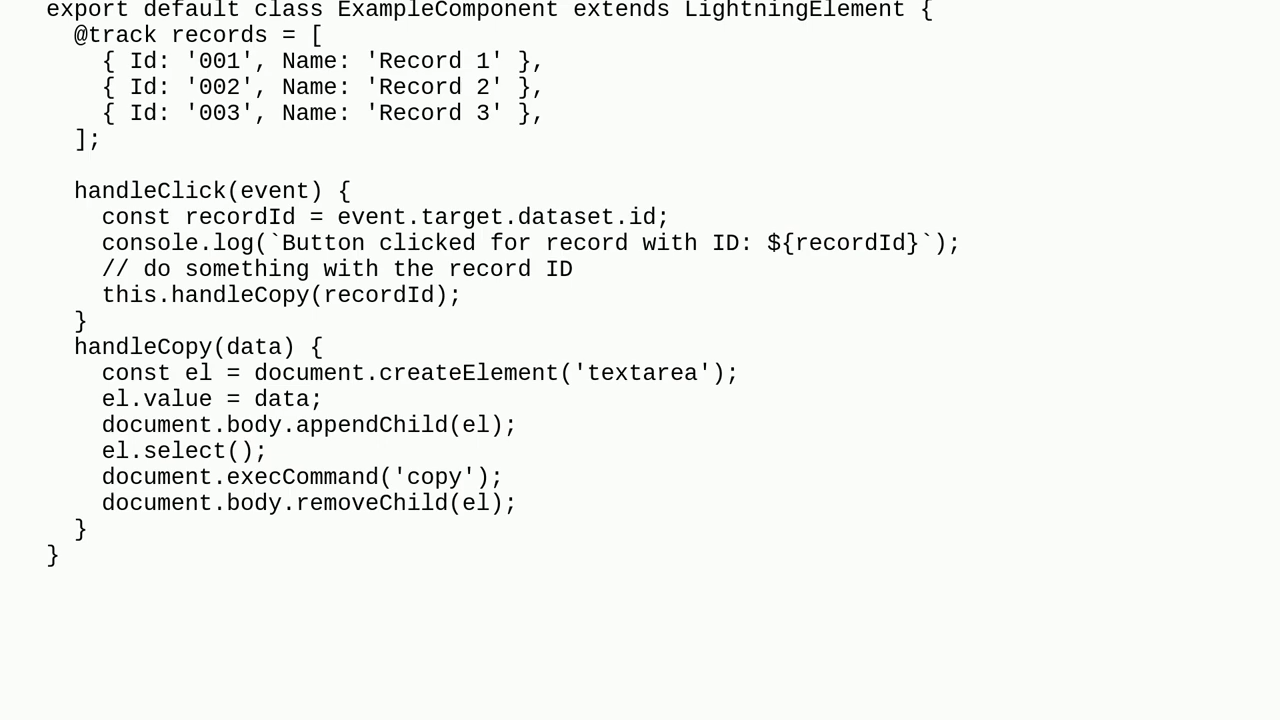 export default class ExampleComponent extends LightningElement {
  @track records = [
    { Id: '001', Name: 'Record 1' },
    { Id: '002', Name: 'Record 2' },
    { Id: '003', Name: 'Record 3' },
  ];

  handleClick(event) {
    const recordId = event.target.dataset.id;
    console.log(`Button clicked for record with ID: ${recordId}`);
    // do something with the record ID
    this.handleCopy(recordId);
  }
  handleCopy(data) {
    const el = document.createElement('textarea');
    el.value = data;
    document.body.appendChild(el);
    el.select();
    document.execCommand('copy');
    document.body.removeChild(el);
  }
}